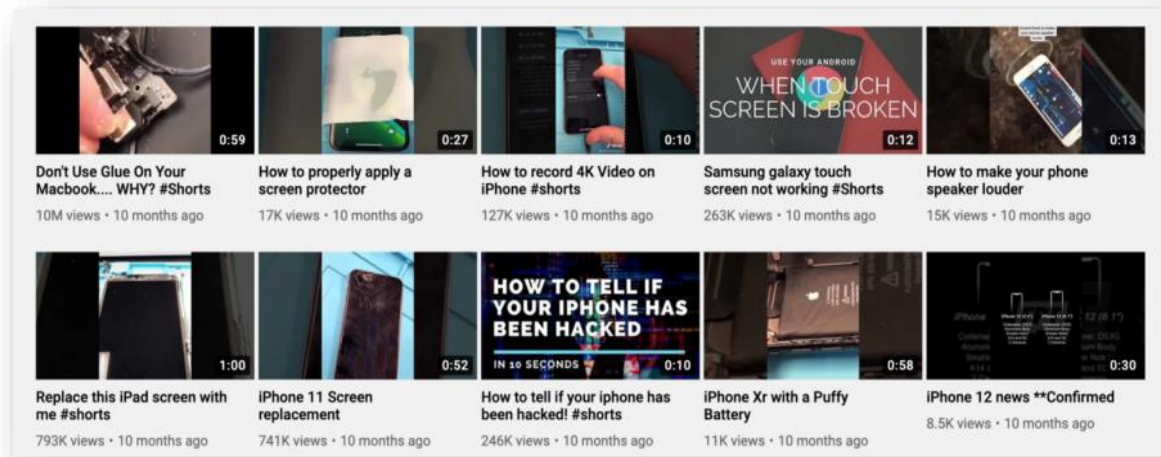 0:59
0:27
0:10
USE YOUR ANDROID
WHEN TOUCH
SCREEN IS BROKEN
0:12
0:13
Don't Use Glue On Your
Macbook.... WHY? #Shorts
10M views • 10 months ago
How to properly apply a
screen protector
17K views • 10 months ago
How to record 4K Video on
iPhone #shorts
127K views • 10 months ago
Samsung galaxy touch
screen not working #Shorts
263K views • 10 months ago
How to make your phone
speaker louder
15K views • 10 months ago
1:00
0:52
HOW TO TELL IF
YOUR IPHONE HAS
BEEN HACKED
IN 10 SECONDS
0:10
0:58
iPhone
12 (6.1")
0:30
Replace this iPad screen with
me #shorts
793K views • 10 months ago
iPhone 11 Screen
replacement
741K views • 10 months ago
How to tell if your iphone has
been hacked! #shorts
246K views • 10 months ago
iPhone Xr with a Puffy
Battery
11K views • 10 months ago
iPhone 12 news **Confirmed
8.5K views • 10 months ago